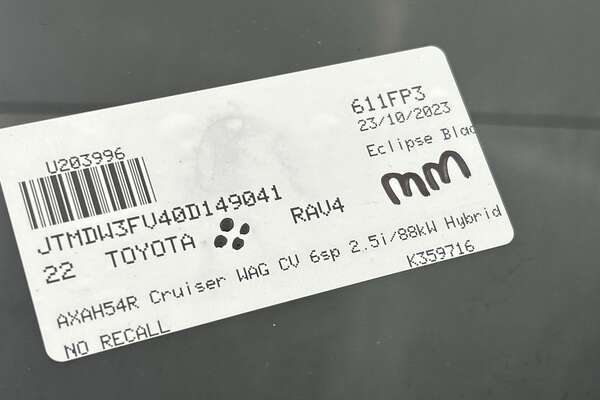 611FP3
23/10/2023
Eclipse Blac
U203996
mm
JTMDW3FV40D149041
22 TOYOTA RAV4
AXAH54R Cruiser WAG CV 6sp 2.5i/88kW Hybrid
NO RECALL K359716